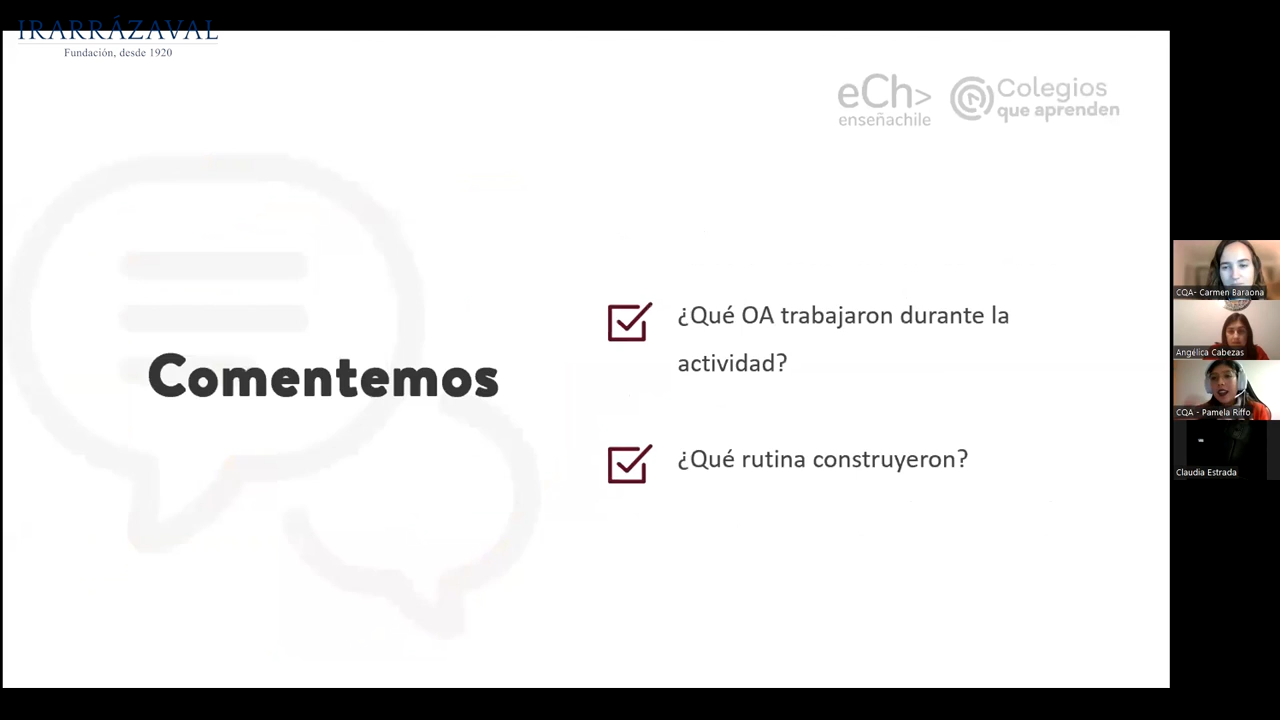 IRARRÁZAVAL
Fundación, desde 1920
eCh>
enseñachile
Colegios
que aprenden
Comentemos
¿Qué OA trabajaron durante la
actividad?
¿Qué rutina construyeron?
CQA- Carmen Baraona
Angélica Cabezas
CQA - Pamela Riffo
Claudia Estrada